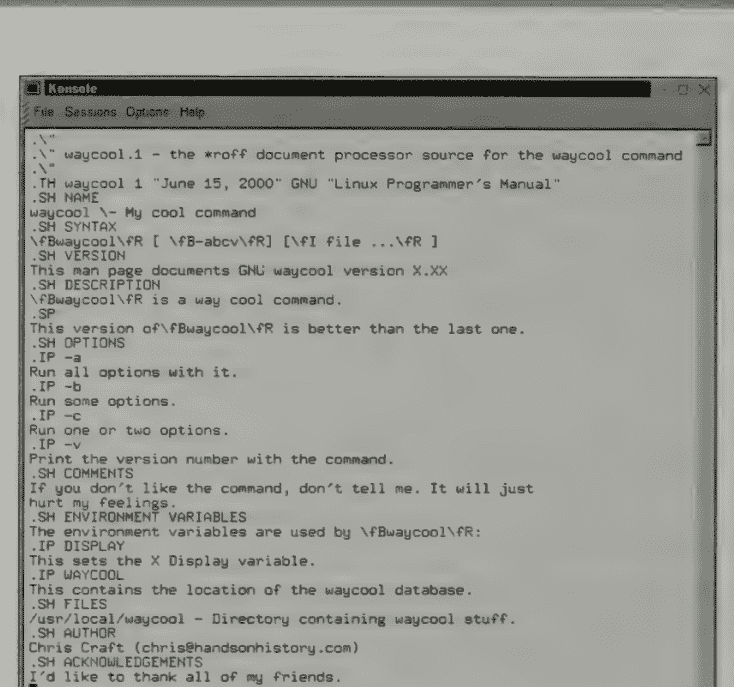 Konsole
File Sessions Options Help
.\"
.\" waycool.1 - the *roff document processor source for the waycool command
.\"
.TH waycool 1 "June 15, 2000" GNU "Linux Programmer's Manual"
.SH NAME
waycool \- My cool command
.SH SYNTAX
\fBwaycool\fR [ \fB-abcv\fR] [\fI file ...\fR ]
.SH VERSION
This man page documents GNU waycool version X.XX
.SH DESCRIPTION
\fBwaycool\fR is a way cool command.
.SP
This version of\fBwaycool\fR is better than the last one.
.SH OPTIONS
.IP -a
Run all options with it.
.IP -b
Run some options.
.IP -c
Run one or two options.
.IP -v
Print the version number with the command.
.SH COMMENTS
If you don't like the command, don't tell me. It will just
hurt my feelings.
.SH ENVIRONMENT VARIABLES
The environment variables are used by \fBwaycool\fR:
.IP DISPLAY
This sets the X Display variable.
.IP WAYCOOL
This contains the location of the waycool database.
.SH FILES
/usr/local/waycool - Directory containing waycool stuff.
.SH AUTHOR
Chris Craft (chris@handsonhistory.com)
.SH ACKNOWLEDGEMENTS
I'd like to thank all of my friends.